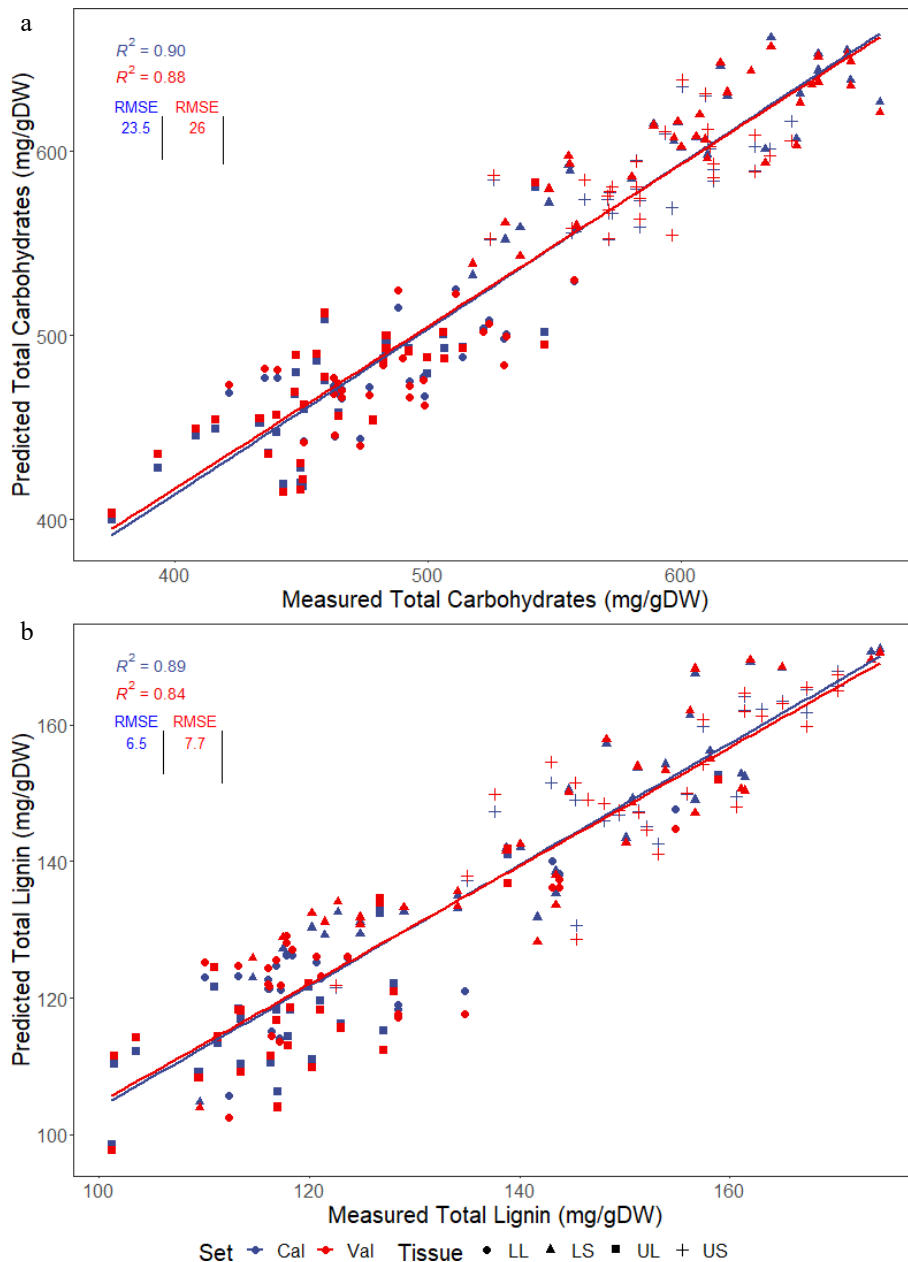 a
R² = 0.90
R² = 0.88
RMSE RMSE
23.5 26
Predicted Total Carbohydrates (mg/gDW)
600
500
400
400 500 600
Measured Total Carbohydrates (mg/gDW)
b
R² = 0.89
R² = 0.84
RMSE RMSE
6.5 7.7
Predicted Total Lignin (mg/gDW)
160
140
120
100
100 120 140 160
Measured Total Lignin (mg/gDW)
Set Cal Val Tissue LL LS UL US